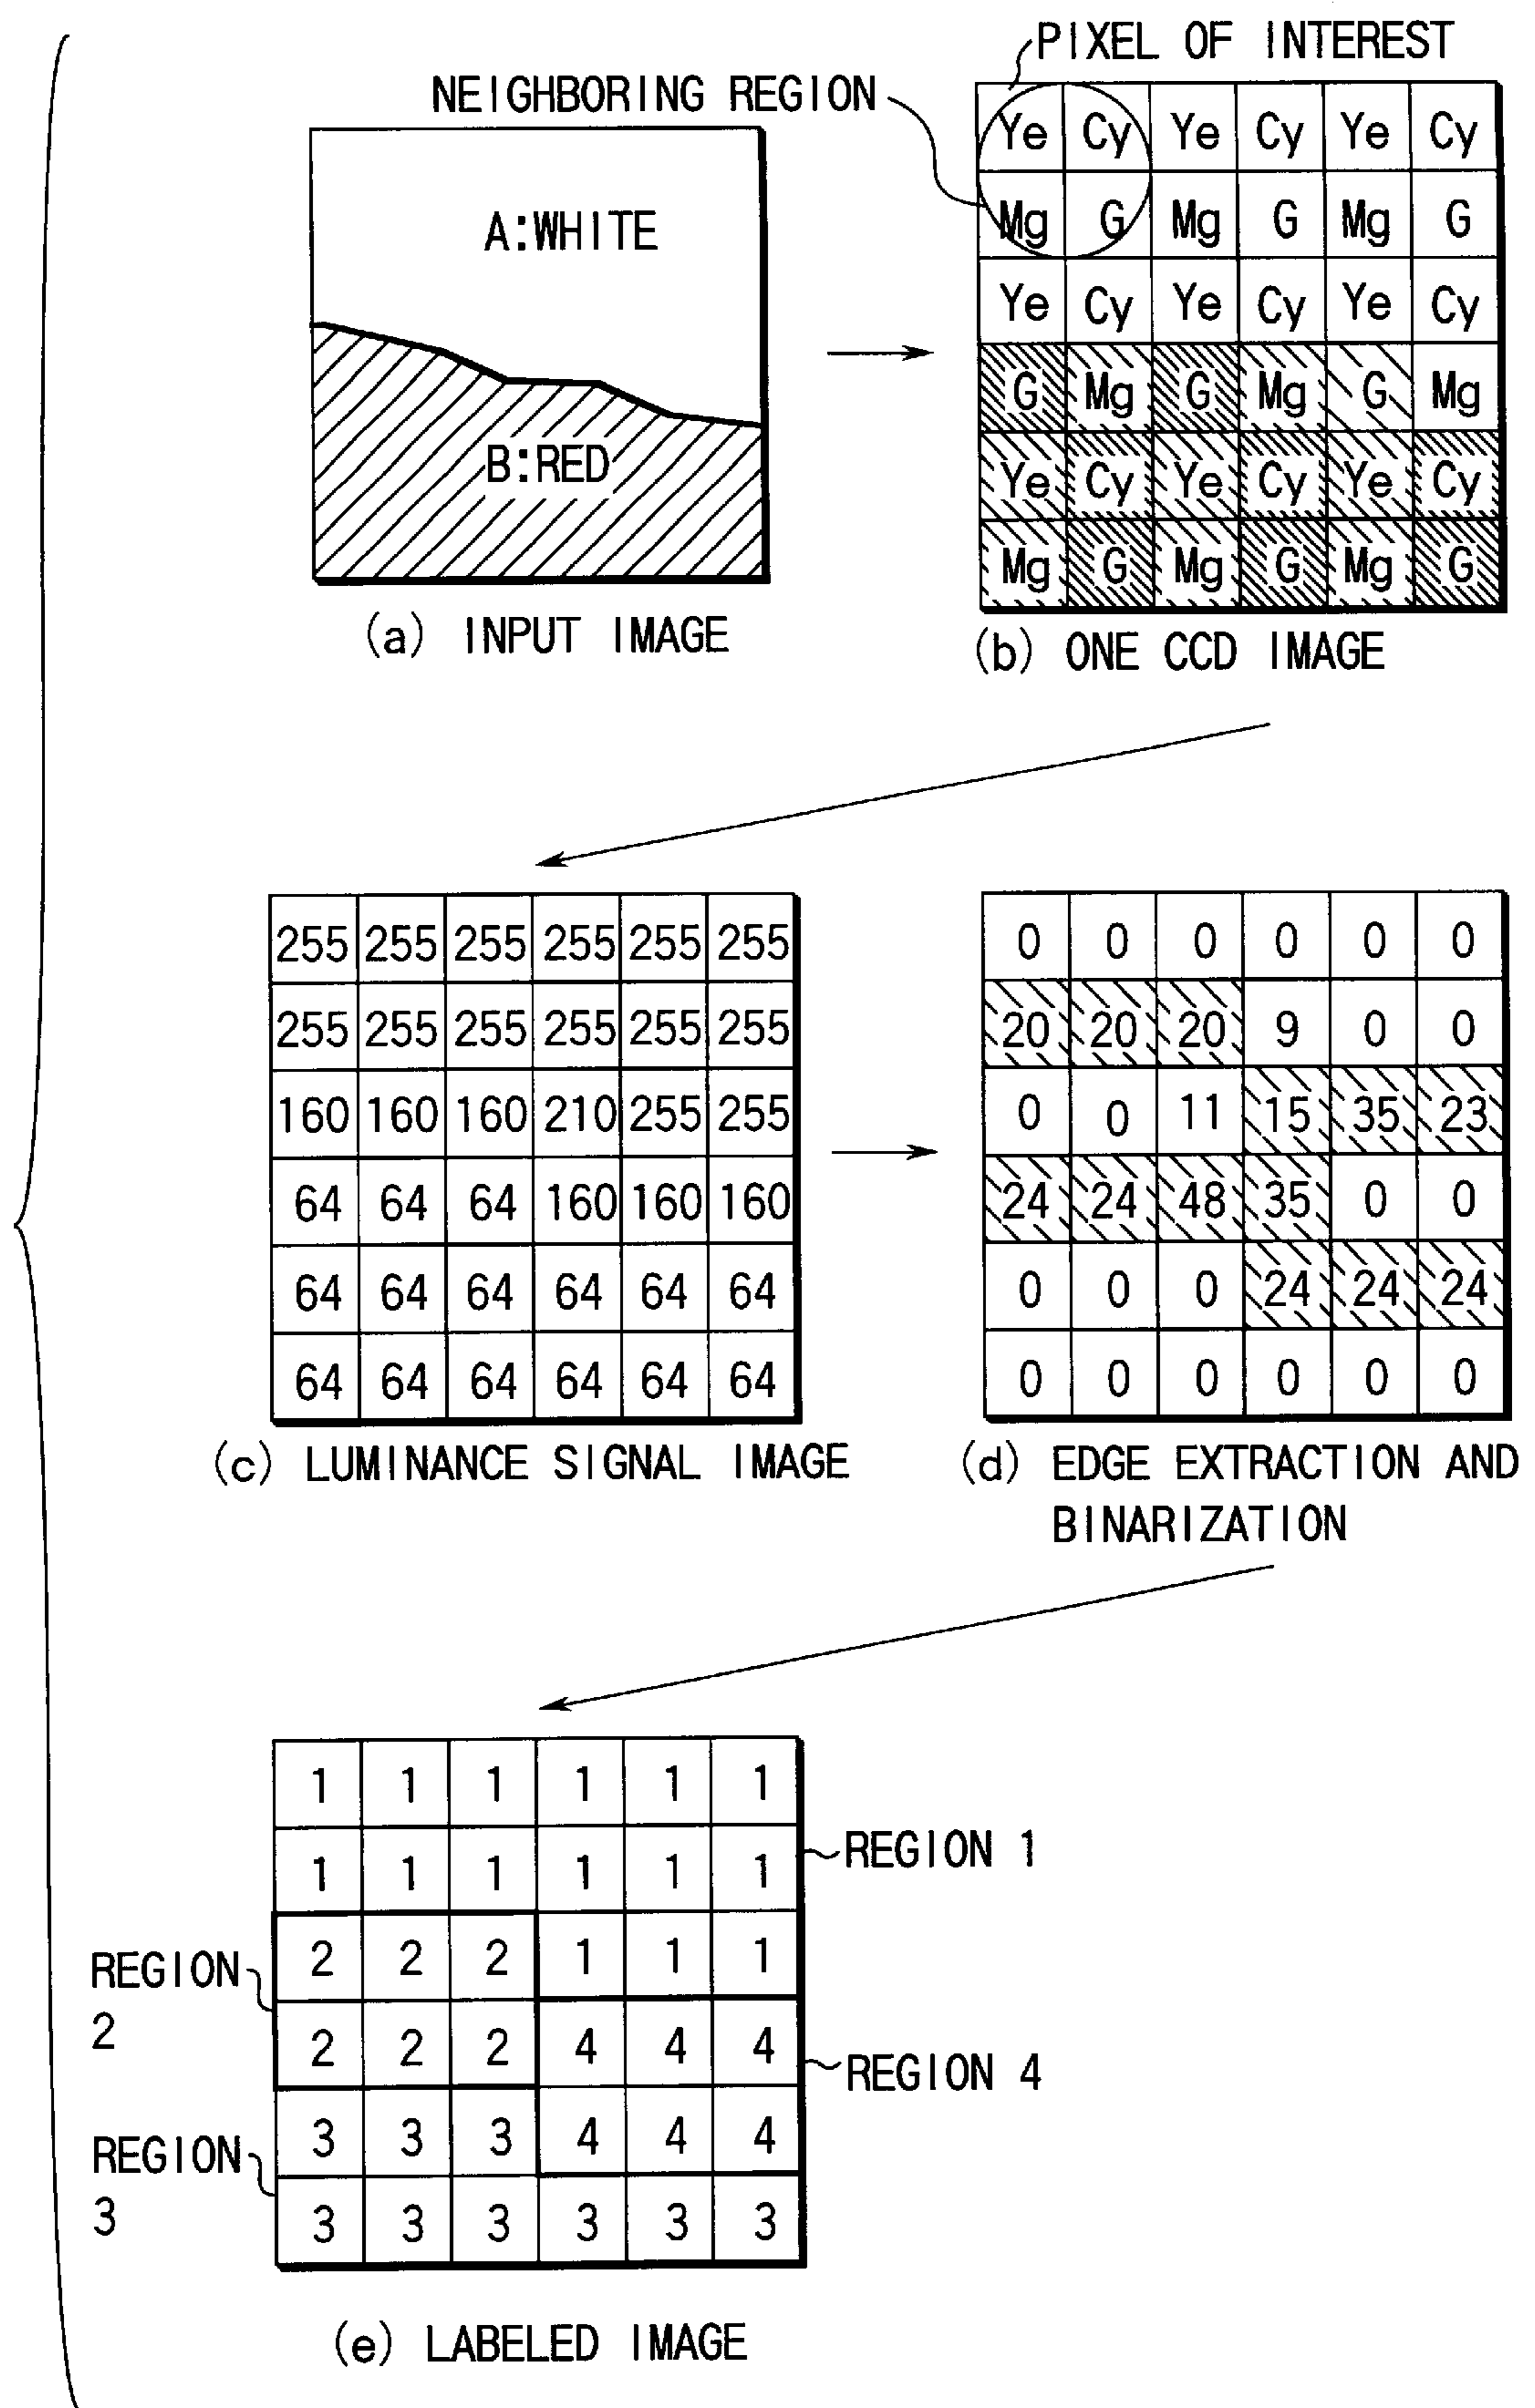 PIXEL OF INTEREST
NEIGHBORING REGION
A:WHITE
B:RED
(a) INPUT IMAGE
Ye Cy Ye Cy Ye Cy
Mg G Mg G Mg G
Ye Cy Ye Cy Ye Cy
G Mg G Mg G Mg
Ye Cy Ye Cy Ye Cy
Mg G Mg G Mg G
(b) ONE CCD IMAGE
255 255 255 255 255 255
255 255 255 255 255 255
160 160 160 210 255 255
64 64 64 160 160 160
64 64 64 64 64 64
64 64 64 64 64 64
(c) LUMINANCE SIGNAL IMAGE
0 0 0 0 0 0
20 20 20 9 0 0
0 0 11 15 35 23
24 24 48 35 0 0
0 0 0 24 24 24
0 0 0 0 0 0
(d) EDGE EXTRACTION AND
BINARIZATION
1 1 1 1 1 1
1 1 1 1 1 1
2 2 2 1 1 1
2 2 2 4 4 4
3 3 3 4 4 4
3 3 3 3 3 3
REGION 1
REGION
2
REGION 4
REGION
3
(e) LABELED IMAGE